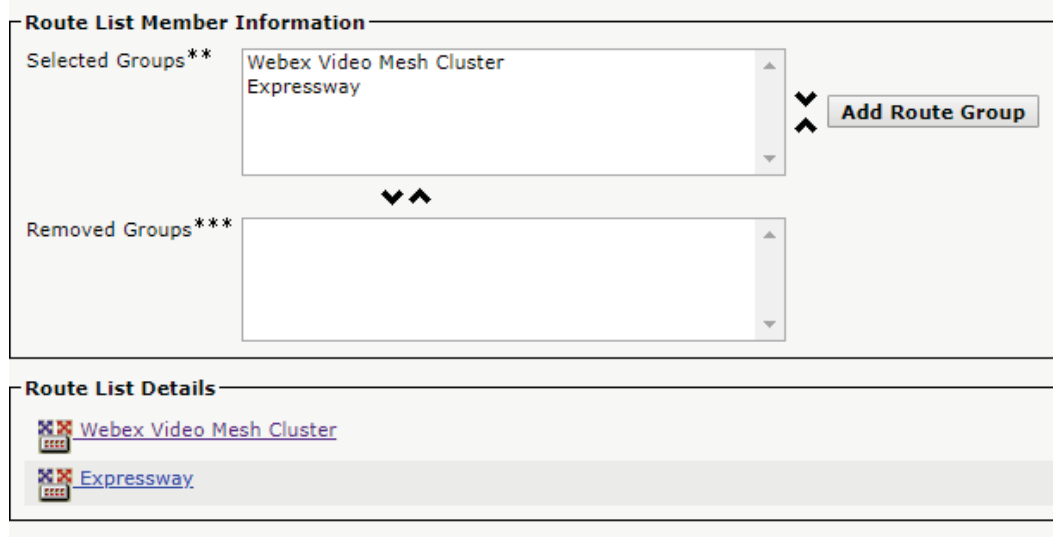 Route List Member Information
Selected Groups**
Webex Video Mesh Cluster
Expressway
Add Route Group
Removed Groups***
Route List Details
Webex Video Mesh Cluster
Expressway